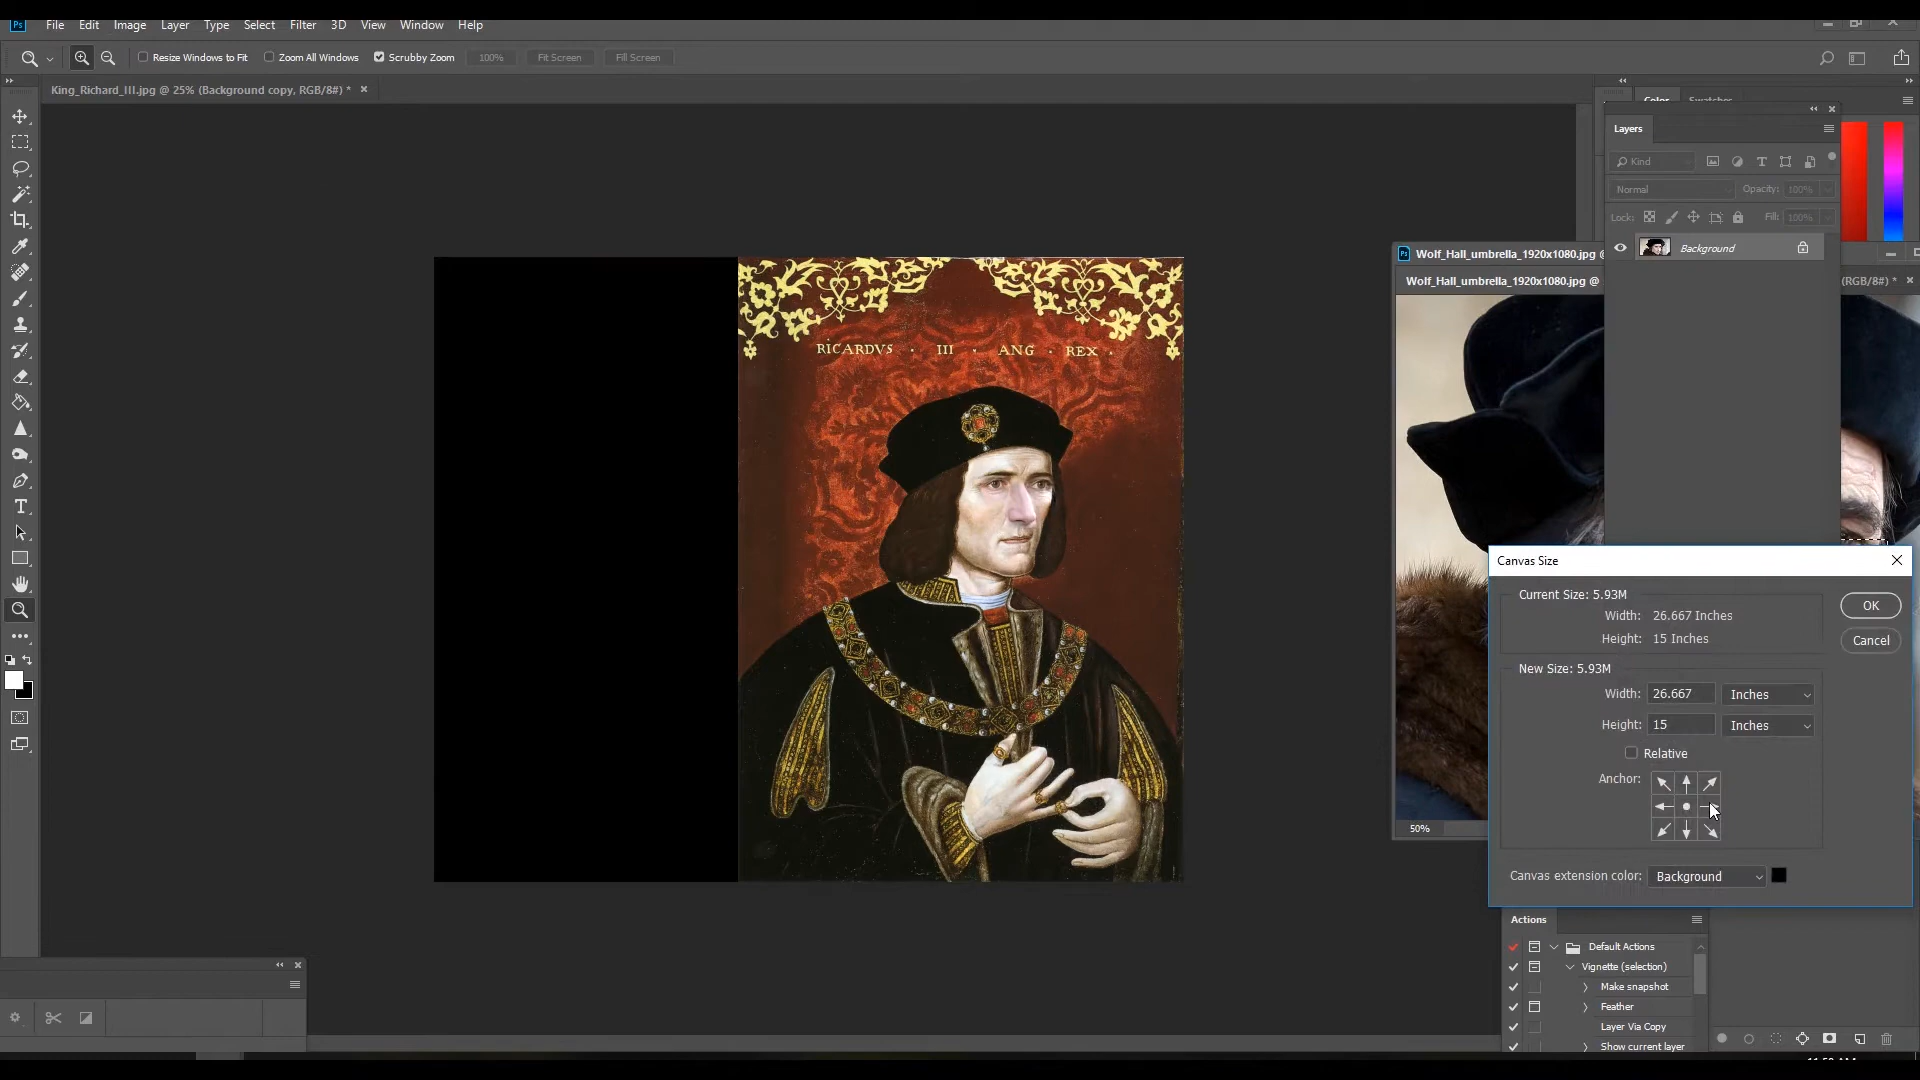 Ps File Edit Image Layer Type Select Filter 3D View Window Help
Resize Windows to Fit Zoom All Windows Scrubby Zoom 100% Fit Screen Fill Screen
King_Richard_III.jpg @ 25% (Background copy, RGB/8#) *
Color Swatches
Layers
Kind
Normal Opacity: 100%
Lock: Fill: 100%
Background
Ps Wolf_Hall_umbrella_1920x1080.jpg @
Wolf_Hall_umbrella_1920x1080.jpg @ (RGB/8#) *
RICARDVS · III · ANG · REX ·
50%
Canvas Size
Current Size: 5.93M
Width: 26.667 Inches
Height: 15 Inches
OK
Cancel
New Size: 5.93M
Width: 26.667 Inches
Height: 15 Inches
Relative
Anchor:
Canvas extension color: Background
Actions
Default Actions
Vignette (selection)
Make snapshot
Feather
Layer Via Copy
Show current layer